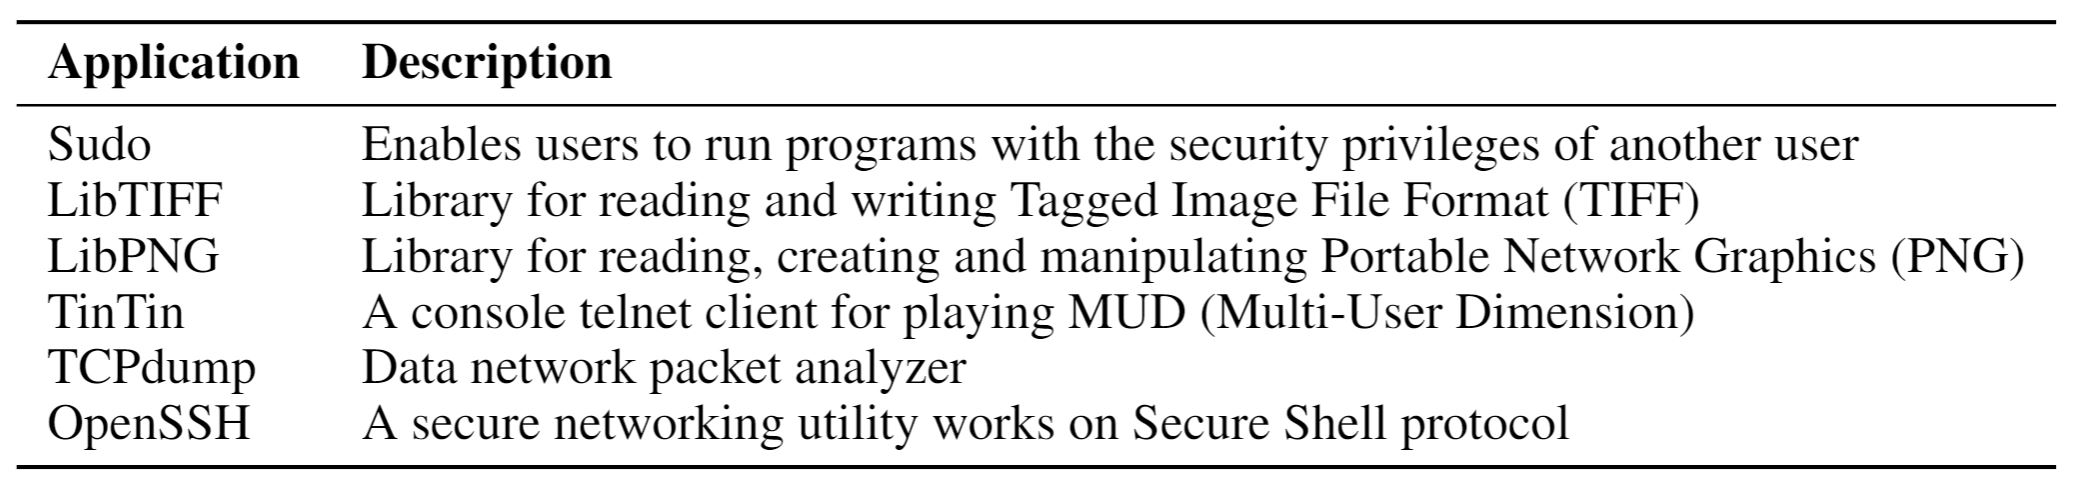 Application Description
Sudo Enables users to run programs with the security privileges of another user
LibTIFF Library for reading and writing Tagged Image File Format (TIFF)
LibPNG Library for reading, creating and manipulating Portable Network Graphics (PNG)
TinTin A console telnet client for playing MUD (Multi-User Dimension)
TCPdump Data network packet analyzer
OpenSSH A secure networking utility works on Secure Shell protocol